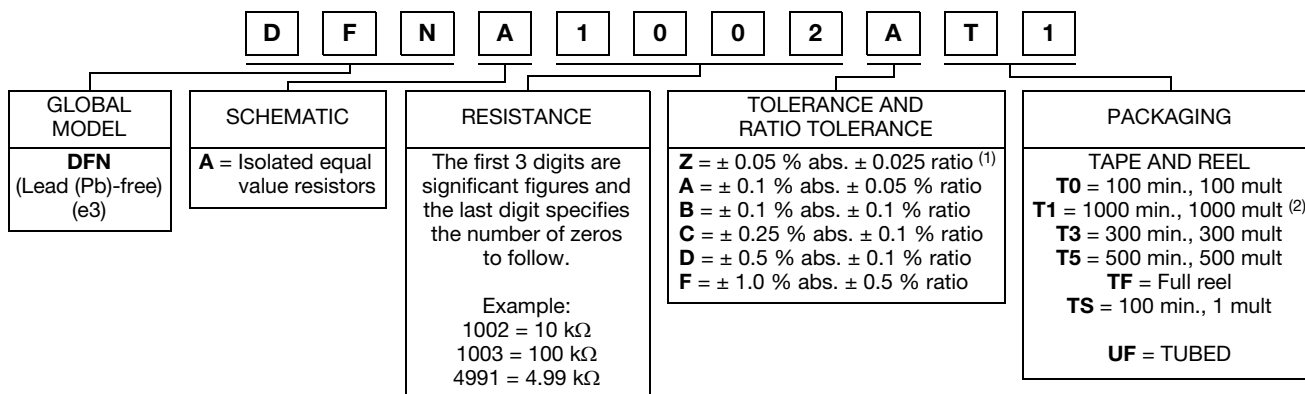 D F N A 1 0 0 2 A T 1
GLOBAL
MODEL
DFN
(Lead (Pb)-free)
(e3)
SCHEMATIC
A = Isolated equal
value resistors
RESISTANCE
The first 3 digits are
significant figures and
the last digit specifies
the number of zeros
to follow.
Example:
1002 = 10 kΩ
1003 = 100 kΩ
4991 = 4.99 kΩ
TOLERANCE AND
RATIO TOLERANCE
Z = ± 0.05 % abs. ± 0.025 ratio (1)
A = ± 0.1 % abs. ± 0.05 % ratio
B = ± 0.1 % abs. ± 0.1 % ratio
C = ± 0.25 % abs. ± 0.1 % ratio
D = ± 0.5 % abs. ± 0.1 % ratio
F = ± 1.0 % abs. ± 0.5 % ratio
PACKAGING
TAPE AND REEL
T0 = 100 min., 100 mult
T1 = 1000 min., 1000 mult (2)
T3 = 300 min., 300 mult
T5 = 500 min., 500 mult
TF = Full reel
TS = 100 min., 1 mult
UF = TUBED